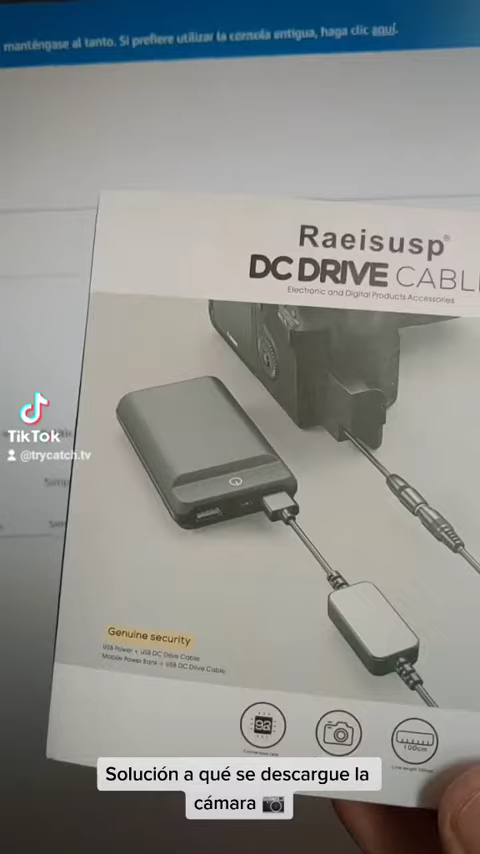 manténgase al tanto. Si prefiere utilizar la consola antigua, haga clic aquí.
Raeisusp®
DC DRIVE CABLE
Electronic and Digital Products Accessories
TikTok
@trycatch.tv
Genuine security
USB Power + USB DC Drive Cable
Mobile Power Bank + USB DC Drive Cable
100cm
Solución a qué se descargue la
cámara 📷